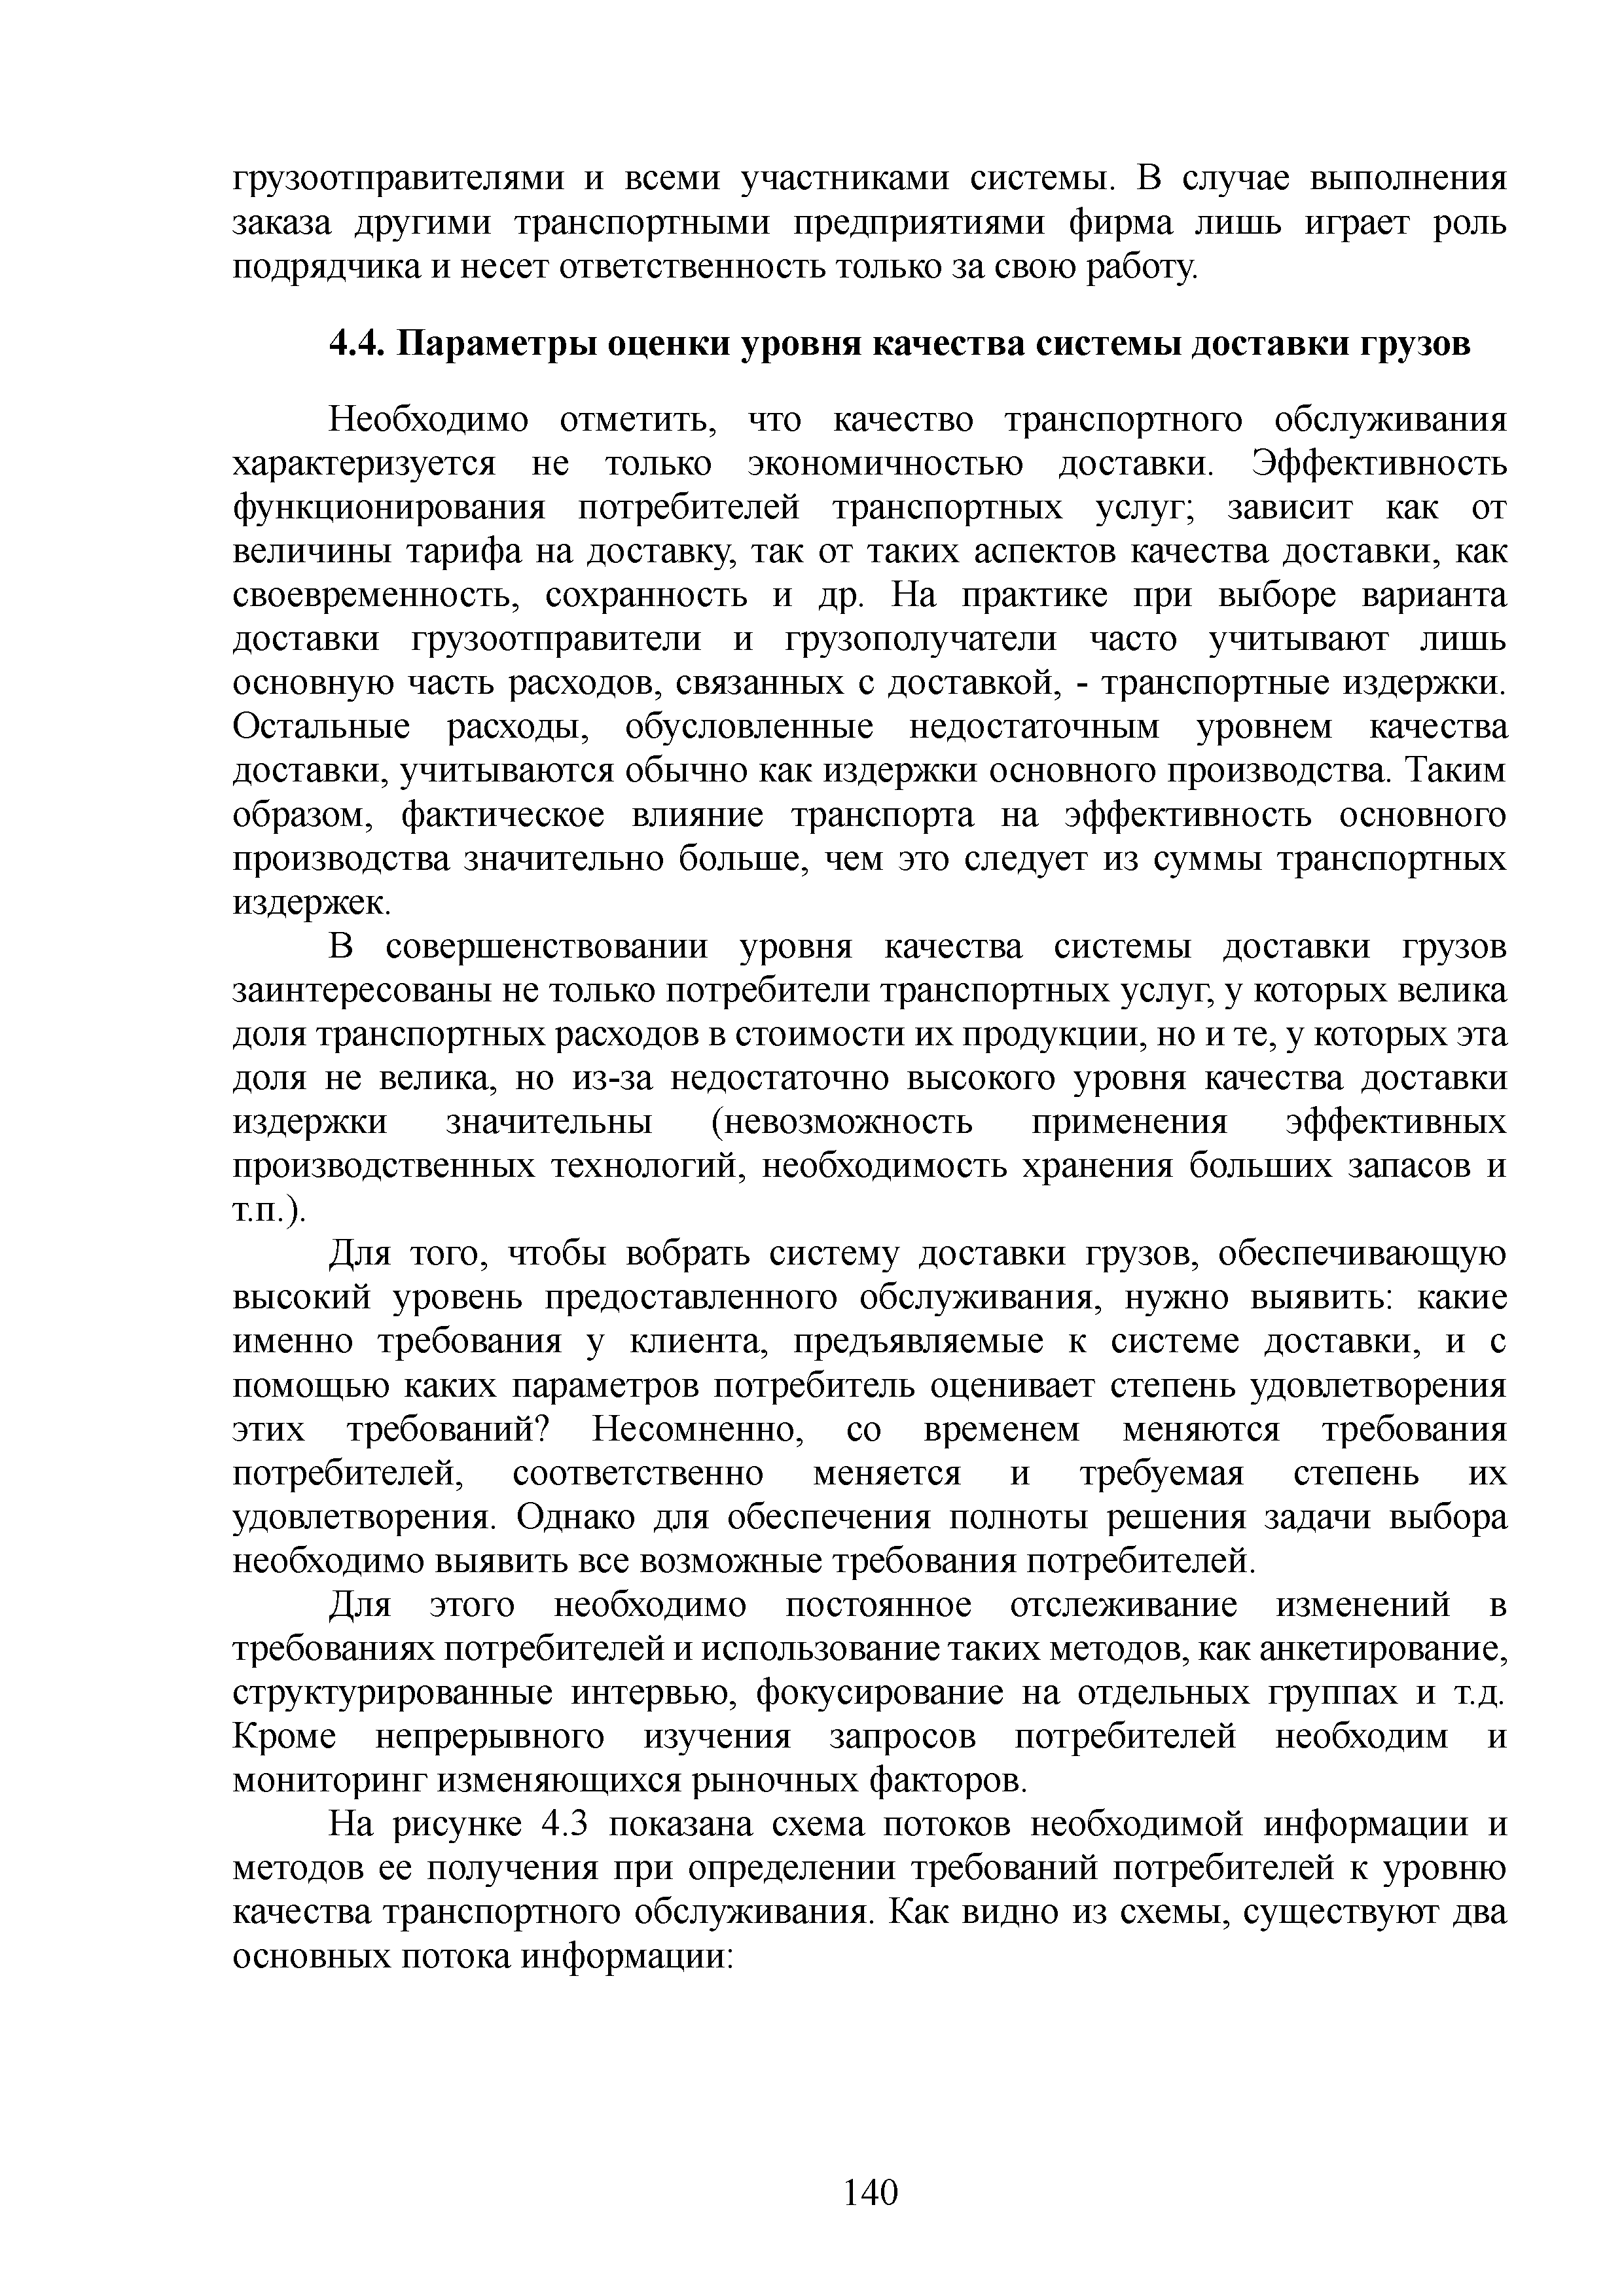 грузоотправителями и всеми участниками системы. В случае выполнения
заказа другими транспортными предприятиями фирма лишь играет роль
подрядчика и несет ответственность только за свою работу.
4.4. Параметры оценки уровня качества системы доставки грузов
Необходимо отметить, что качество транспортного обслуживания
характеризуется не только экономичностью доставки. Эффективность
функционирования потребителей транспортных услуг; зависит как от
величины тарифа на доставку, так от таких аспектов качества доставки, как
своевременность, сохранность и др. На практике при выборе варианта
доставки грузоотправители и грузополучатели часто учитывают лишь
основную часть расходов, связанных с доставкой, - транспортные издержки.
Остальные расходы, обусловленные недостаточным уровнем качества
доставки, учитываются обычно как издержки основного производства. Таким
образом, фактическое влияние транспорта на эффективность основного
производства значительно больше, чем это следует из суммы транспортных
издержек.
В совершенствовании уровня качества системы доставки грузов
заинтересованы не только потребители транспортных услуг, у которых велика
доля транспортных расходов в стоимости их продукции, но и те, у которых эта
доля не велика, но из-за недостаточно высокого уровня качества доставки
издержки значительны (невозможность применения эффективных
производственных технологий, необходимость хранения больших запасов и
т.п.).
Для того, чтобы вобрать систему доставки грузов, обеспечивающую
высокий уровень предоставленного обслуживания, нужно выявить: какие
именно требования у клиента, предъявляемые к системе доставки, и с
помощью каких параметров потребитель оценивает степень удовлетворения
этих требований? Несомненно, со временем меняются требования
потребителей, соответственно меняется и требуемая степень их
удовлетворения. Однако для обеспечения полноты решения задачи выбора
необходимо выявить все возможные требования потребителей.
Для этого необходимо постоянное отслеживание изменений в
требованиях потребителей и использование таких методов, как анкетирование,
структурированные интервью, фокусирование на отдельных группах и т.д.
Кроме непрерывного изучения запросов потребителей необходим и
мониторинг изменяющихся рыночных факторов.
На рисунке 4.3 показана схема потоков необходимой информации и
методов ее получения при определении требований потребителей к уровню
качества транспортного обслуживания. Как видно из схемы, существуют два
основных потока информации:
140